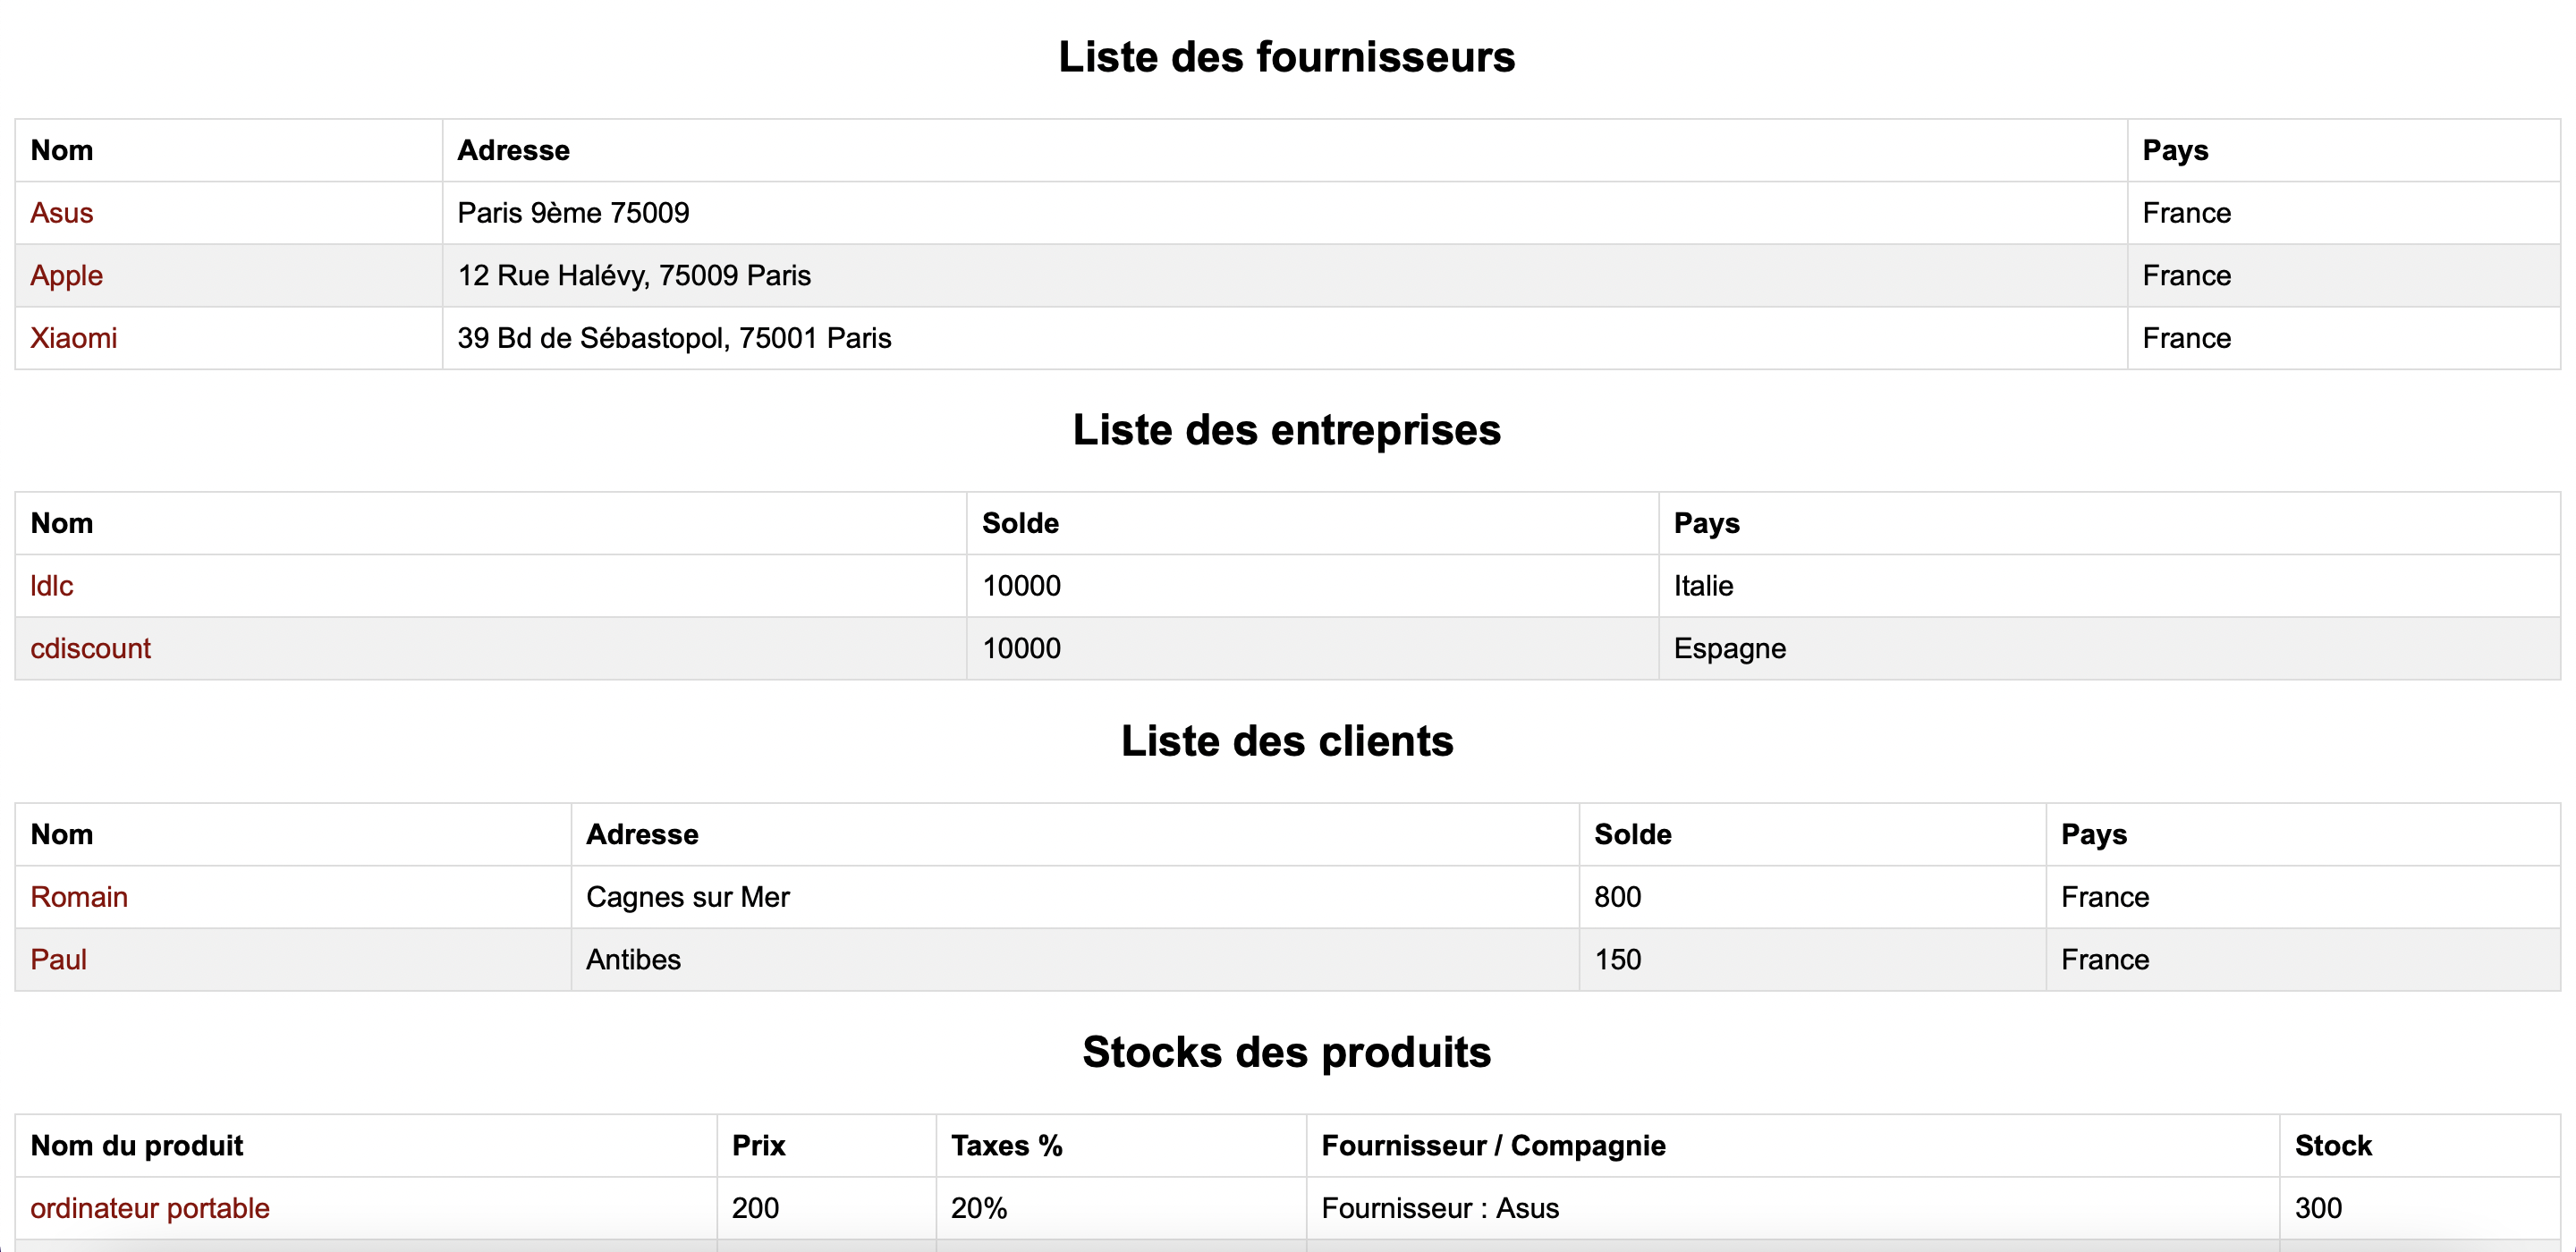 Liste des fournisseurs
Nom Adresse Pays
Asus Paris 9ème 75009 France
Apple 12 Rue Halévy, 75009 Paris France
Xiaomi 39 Bd de Sébastopol, 75001 Paris France
Liste des entreprises
Nom Solde Pays
ldlc 10000 Italie
cdiscount 10000 Espagne
Liste des clients
Nom Adresse Solde Pays
Romain Cagnes sur Mer 800 France
Paul Antibes 150 France
Stocks des produits
Nom du produit Prix Taxes % Fournisseur / Compagnie Stock
ordinateur portable 200 20% Fournisseur : Asus 300